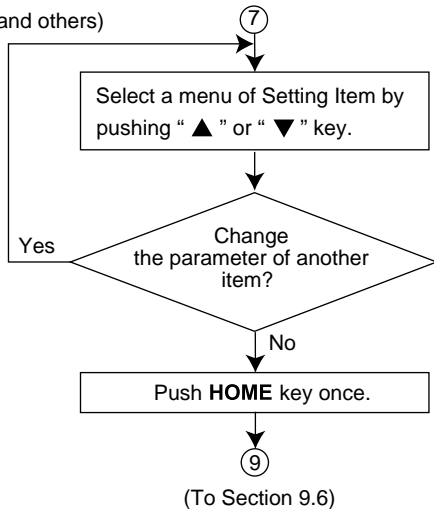 and others)
7
Select a menu of Setting Item by
pushing “ ▲ ” or “ ▼ ” key.
Change
the parameter of another
item?
Yes
No
Push HOME key once.
9
(To Section 9.6)